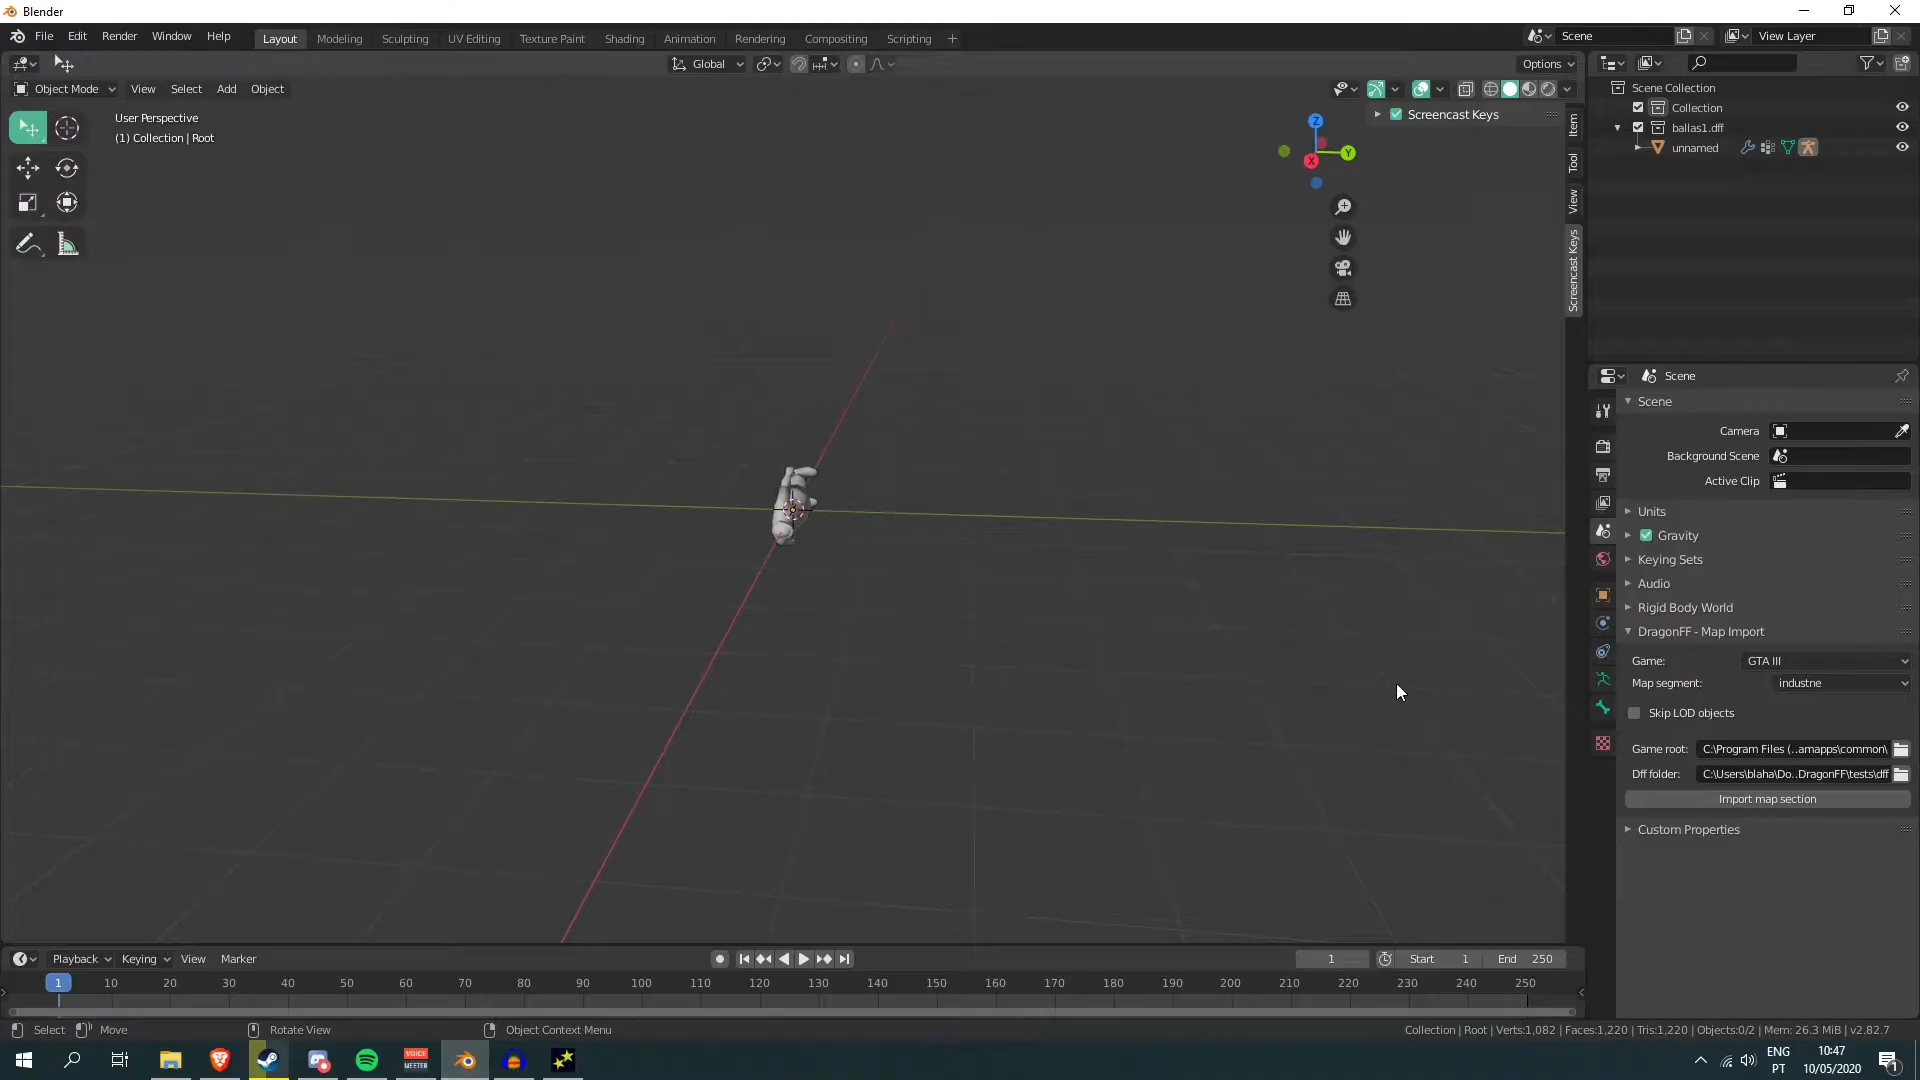 Blender
File Edit Render Window Help Layout Modeling Sculpting UV Editing Texture Paint Shading Animation Rendering Compositing Scripting + Scene View Layer
Global Options
Object Mode View Select Add Object
User Perspective
(1) Collection | Root
Screencast Keys
Z
Y
X
Item
Tool
View
Screencast Keys
Scene Collection
Collection
ballas1.dff
unnamed
Scene
Scene
Camera
Background Scene
Active Clip
Units
Gravity
Keying Sets
Audio
Rigid Body World
DragonFF - Map Import
Game: GTA III
Map segment: industne
Skip LOD objects
Game root: C:\Program Files (..amapps\common\
Dff folder: C:\Users\blaha\Do..DragonFF\tests\dff
Import map section
Custom Properties
Playback Keying View Marker 1 Start 1 End 250
1 10 20 30 40 50 60 70 80 90 100 110 120 130 140 150 160 170 180 190 200 210 220 230 240 250
Select Move Rotate View Object Context Menu Collection | Root | Verts:1,082 | Faces:1,220 | Tris:1,220 | Objects:0/2 | Mem: 26.3 MiB | v2.82.7
VOICE
MEETER
ENG
PT
10:47
10/05/2020
1